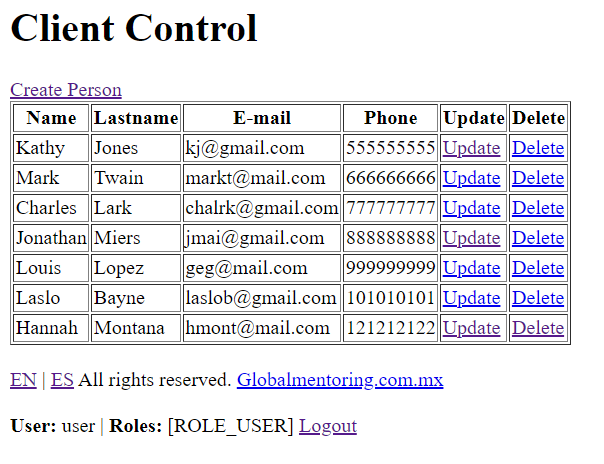 Client Control
Create Person
Name Lastname E-mail Phone Update Delete
Kathy Jones kj@gmail.com 555555555 Update Delete
Mark Twain markt@mail.com 666666666 Update Delete
Charles Lark chalrk@gmail.com 777777777 Update Delete
Jonathan Miers jmai@gmail.com 888888888 Update Delete
Louis Lopez geg@mail.com 999999999 Update Delete
Laslo Bayne laslob@gmail.com 101010101 Update Delete
Hannah Montana hmont@mail.com 121212122 Update Delete
EN | ES All rights reserved. Globalmentoring.com.mx
User: user | Roles: [ROLE_USER] Logout